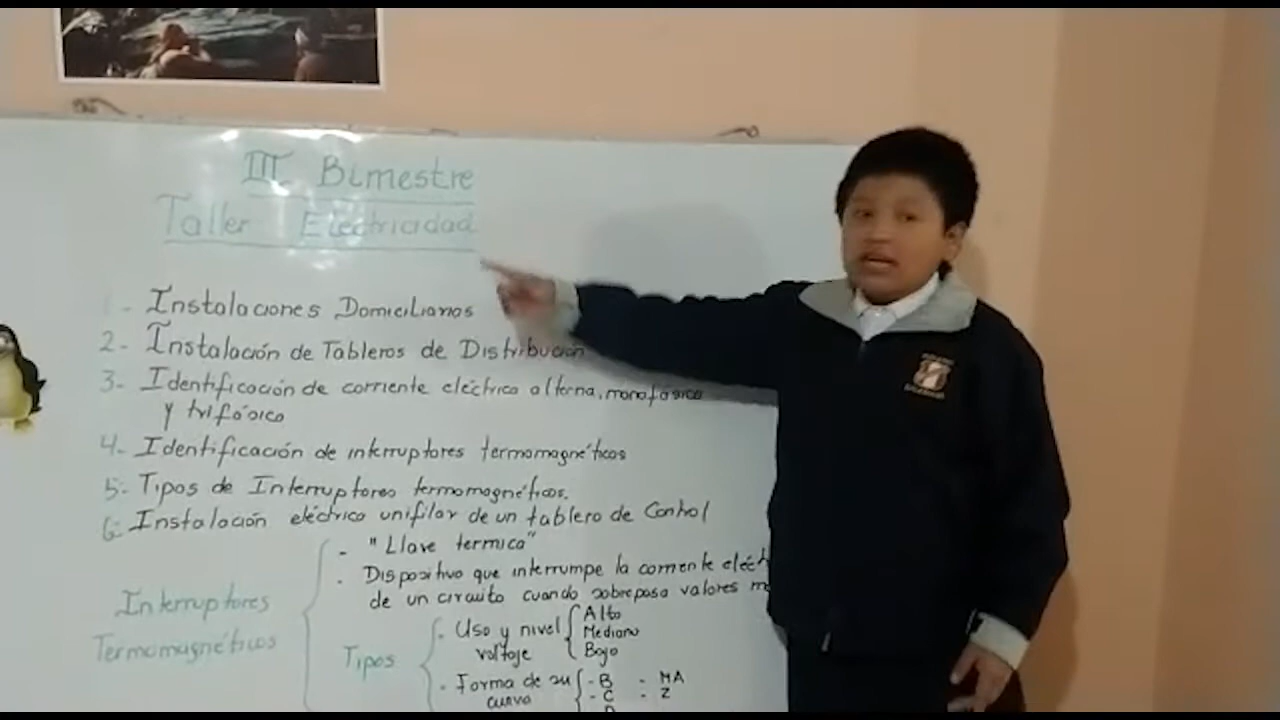 III Bimestre
Taller Electricidad
1- Instalaciones Domiciliarias
2- Instalación de Tableros de Distribución
3- Identificación de corriente eléctrica alterna, monofásica
y trifásica
4- Identificación de interruptores termomagnéticos
5- Tipos de Interruptores termomagnéticos.
6- Instalación eléctrica unifilar de un tablero de Control
Interruptores
Termomagnéticos
- "Llave termica"
- Dispositivo que interrumpe la corriente eléct
de un circuito cuando sobrepasa valores
Tipos
- Uso y nivel
voltaje
Alto
Mediano
Bajo
- Forma de su
curva
- B - MA
- C - Z
D